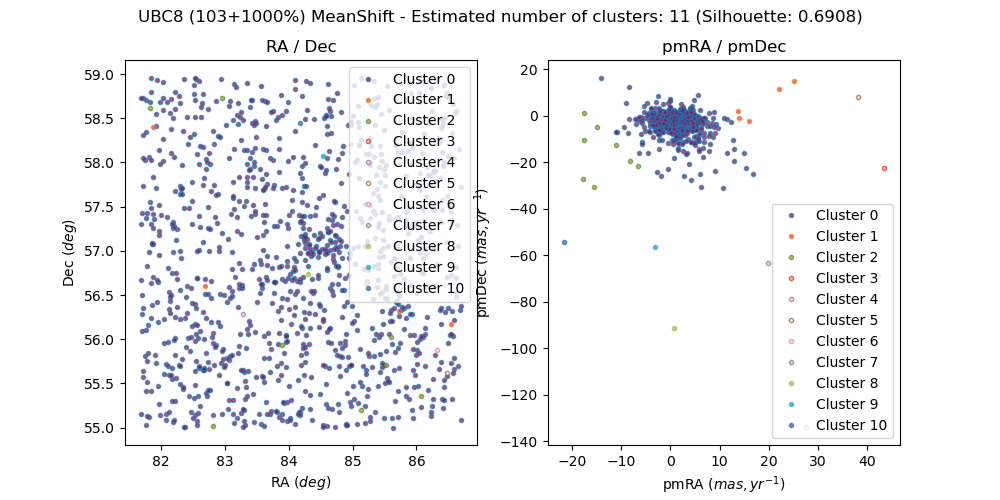 UBC8 (103+1000%) MeanShift - Estimated number of clusters: 11 (Silhouette: 0.6908)
RA / Dec
59.0
58.5
58.0
57.5
57.0
56.5
56.0
55.5
55.0
Dec (deg)
82
83
84
85
86
RA (deg)
Cluster 0
Cluster 1
Cluster 2
Cluster 3
Cluster 4
Cluster 5
Cluster 6
Cluster 7
Cluster 8
Cluster 9
Cluster 10
pmRA / pmDec
20
0
−20
−40
−60
−80
−100
−120
−140
pmDec (mas, yr⁻¹)
−20
−10
0
10
20
30
40
pmRA (mas, yr⁻¹)
Cluster 0
Cluster 1
Cluster 2
Cluster 3
Cluster 4
Cluster 5
Cluster 6
Cluster 7
Cluster 8
Cluster 9
Cluster 10